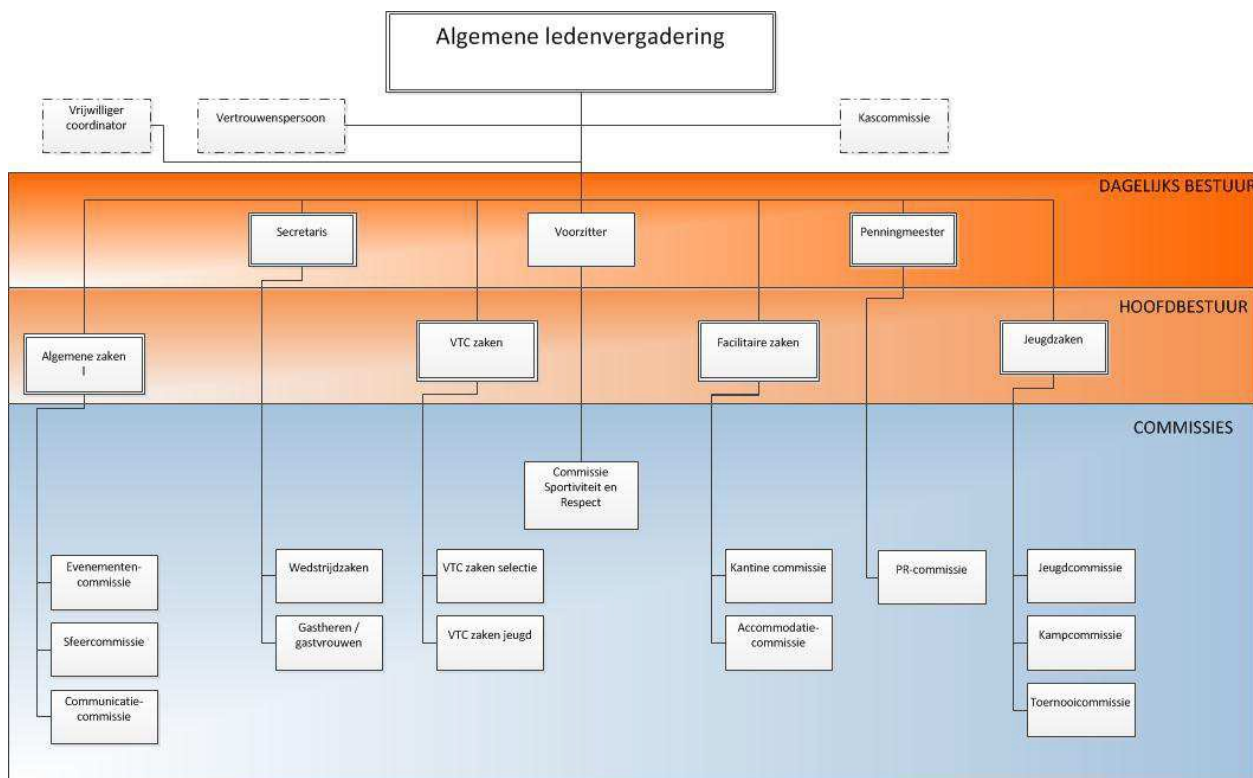 Algemene ledenvergadering
Vrijwilliger
coordinator
Vertrouwenspersoon
Kascommissie
DAGELIJKS BESTUUR
Secretaris
Voorzitter
Penningmeester
HOOFDBESTUUR
Algemene zaken
I
VTC zaken
Facilitaire zaken
Jeugdzaken
COMMISSIES
Commissie
Sportiviteit en
Respect
Evenementen-
commissie
Wedstrijdzaken
VTC zaken selectie
Kantine commissie
PR-commissie
Jeugdcommissie
Sfeercommissie
Gastheren /
gastvrouwen
VTC zaken jeugd
Accommodatie-
commissie
Kampcommissie
Communicatie-
commissie
Toernooicommissie